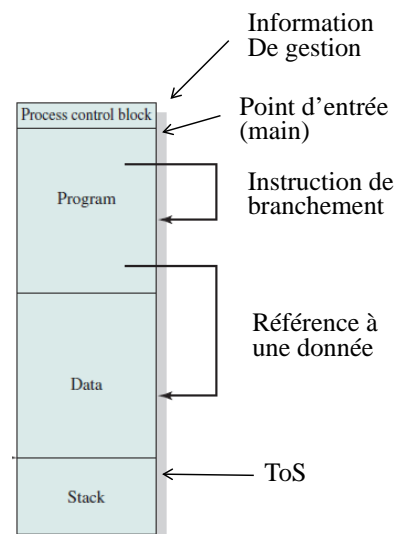 Information
De gestion
Process control block
Point d'entrée
(main)
Program
Instruction de
branchement
Référence à
une donnée
Data
ToS
Stack